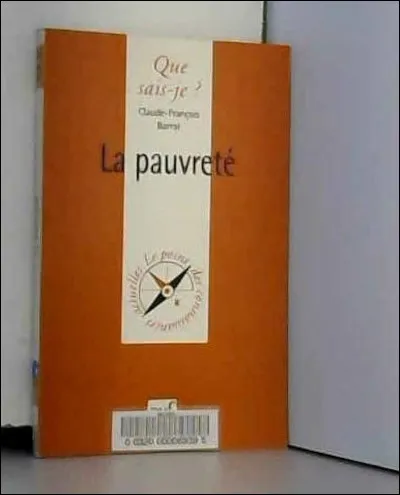 Que
sais-je ?
Claude-François
Barrat
La pauvreté
Le point des connaissances actuelles